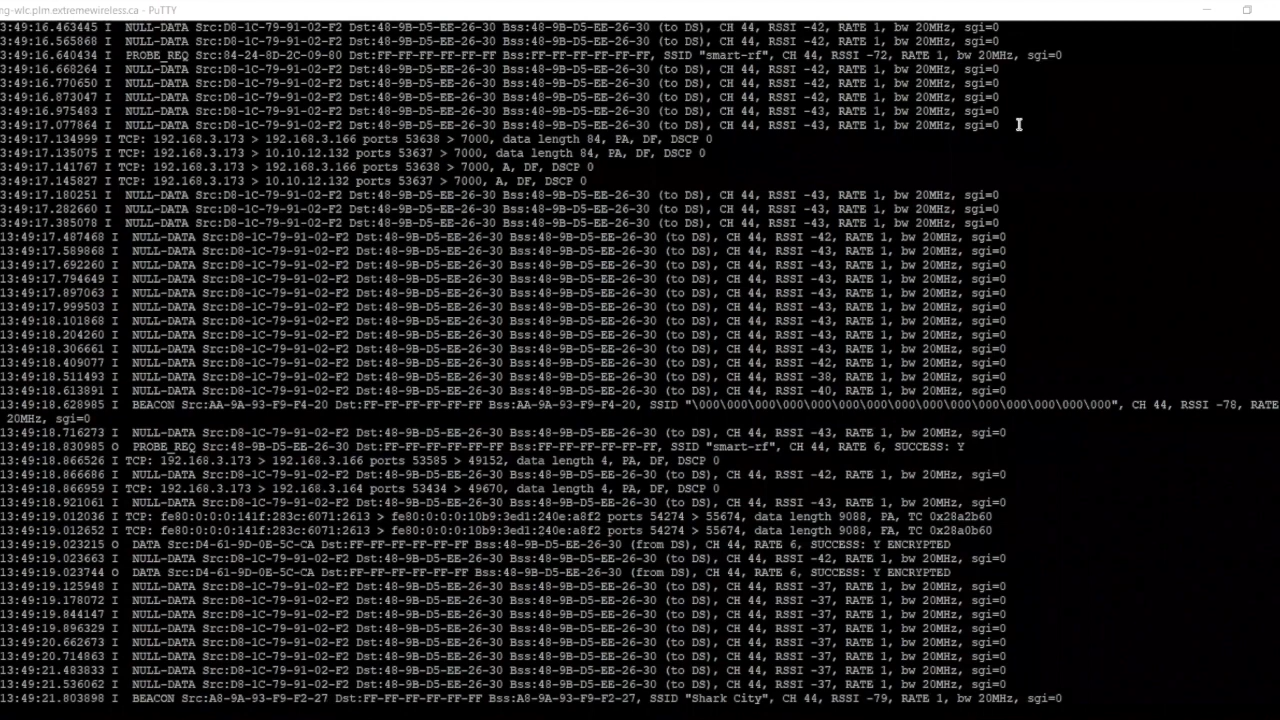 ng-wlc.plm.extremewireless.ca - PuTTY
3:49:16.463445 I  NULL-DATA Src:D8-1C-79-91-02-F2 Dst:48-9B-D5-EE-26-30 Bss:48-9B-D5-EE-26-30 (to DS), CH 44, RSSI -42, RATE 1, bw 20MHz, sgi=0
3:49:16.565868 I  NULL-DATA Src:D8-1C-79-91-02-F2 Dst:48-9B-D5-EE-26-30 Bss:48-9B-D5-EE-26-30 (to DS), CH 44, RSSI -42, RATE 1, bw 20MHz, sgi=0
3:49:16.640434 I  PROBE_REQ Src:84-24-8D-2C-09-80 Dst:FF-FF-FF-FF-FF-FF Bss:FF-FF-FF-FF-FF-FF, SSID "smart-rf", CH 44, RSSI -72, RATE 1, bw 20MHz, sgi=0
3:49:16.668264 I  NULL-DATA Src:D8-1C-79-91-02-F2 Dst:48-9B-D5-EE-26-30 Bss:48-9B-D5-EE-26-30 (to DS), CH 44, RSSI -42, RATE 1, bw 20MHz, sgi=0
3:49:16.770650 I  NULL-DATA Src:D8-1C-79-91-02-F2 Dst:48-9B-D5-EE-26-30 Bss:48-9B-D5-EE-26-30 (to DS), CH 44, RSSI -42, RATE 1, bw 20MHz, sgi=0
3:49:16.873047 I  NULL-DATA Src:D8-1C-79-91-02-F2 Dst:48-9B-D5-EE-26-30 Bss:48-9B-D5-EE-26-30 (to DS), CH 44, RSSI -42, RATE 1, bw 20MHz, sgi=0
3:49:16.975483 I  NULL-DATA Src:D8-1C-79-91-02-F2 Dst:48-9B-D5-EE-26-30 Bss:48-9B-D5-EE-26-30 (to DS), CH 44, RSSI -43, RATE 1, bw 20MHz, sgi=0
3:49:17.077864 I  NULL-DATA Src:D8-1C-79-91-02-F2 Dst:48-9B-D5-EE-26-30 Bss:48-9B-D5-EE-26-30 (to DS), CH 44, RSSI -43, RATE 1, bw 20MHz, sgi=0
3:49:17.134999 I TCP: 192.168.3.173 > 192.168.3.166 ports 53638 > 7000, data length 84, PA, DF, DSCP 0
3:49:17.135075 I TCP: 192.168.3.173 > 10.10.12.132 ports 53637 > 7000, data length 84, PA, DF, DSCP 0
3:49:17.141767 I TCP: 192.168.3.173 > 192.168.3.166 ports 53638 > 7000, A, DF, DSCP 0
3:49:17.145827 I TCP: 192.168.3.173 > 10.10.12.132 ports 53637 > 7000, A, DF, DSCP 0
3:49:17.180251 I  NULL-DATA Src:D8-1C-79-91-02-F2 Dst:48-9B-D5-EE-26-30 Bss:48-9B-D5-EE-26-30 (to DS), CH 44, RSSI -43, RATE 1, bw 20MHz, sgi=0
3:49:17.282660 I  NULL-DATA Src:D8-1C-79-91-02-F2 Dst:48-9B-D5-EE-26-30 Bss:48-9B-D5-EE-26-30 (to DS), CH 44, RSSI -43, RATE 1, bw 20MHz, sgi=0
3:49:17.385078 I  NULL-DATA Src:D8-1C-79-91-02-F2 Dst:48-9B-D5-EE-26-30 Bss:48-9B-D5-EE-26-30 (to DS), CH 44, RSSI -43, RATE 1, bw 20MHz, sgi=0
13:49:17.487468 I  NULL-DATA Src:D8-1C-79-91-02-F2 Dst:48-9B-D5-EE-26-30 Bss:48-9B-D5-EE-26-30 (to DS), CH 44, RSSI -42, RATE 1, bw 20MHz, sgi=0
13:49:17.589868 I  NULL-DATA Src:D8-1C-79-91-02-F2 Dst:48-9B-D5-EE-26-30 Bss:48-9B-D5-EE-26-30 (to DS), CH 44, RSSI -43, RATE 1, bw 20MHz, sgi=0
13:49:17.692260 I  NULL-DATA Src:D8-1C-79-91-02-F2 Dst:48-9B-D5-EE-26-30 Bss:48-9B-D5-EE-26-30 (to DS), CH 44, RSSI -43, RATE 1, bw 20MHz, sgi=0
13:49:17.794649 I  NULL-DATA Src:D8-1C-79-91-02-F2 Dst:48-9B-D5-EE-26-30 Bss:48-9B-D5-EE-26-30 (to DS), CH 44, RSSI -43, RATE 1, bw 20MHz, sgi=0
13:49:17.897063 I  NULL-DATA Src:D8-1C-79-91-02-F2 Dst:48-9B-D5-EE-26-30 Bss:48-9B-D5-EE-26-30 (to DS), CH 44, RSSI -43, RATE 1, bw 20MHz, sgi=0
13:49:17.999503 I  NULL-DATA Src:D8-1C-79-91-02-F2 Dst:48-9B-D5-EE-26-30 Bss:48-9B-D5-EE-26-30 (to DS), CH 44, RSSI -43, RATE 1, bw 20MHz, sgi=0
13:49:18.101868 I  NULL-DATA Src:D8-1C-79-91-02-F2 Dst:48-9B-D5-EE-26-30 Bss:48-9B-D5-EE-26-30 (to DS), CH 44, RSSI -43, RATE 1, bw 20MHz, sgi=0
13:49:18.204260 I  NULL-DATA Src:D8-1C-79-91-02-F2 Dst:48-9B-D5-EE-26-30 Bss:48-9B-D5-EE-26-30 (to DS), CH 44, RSSI -43, RATE 1, bw 20MHz, sgi=0
13:49:18.306661 I  NULL-DATA Src:D8-1C-79-91-02-F2 Dst:48-9B-D5-EE-26-30 Bss:48-9B-D5-EE-26-30 (to DS), CH 44, RSSI -43, RATE 1, bw 20MHz, sgi=0
13:49:18.409077 I  NULL-DATA Src:D8-1C-79-91-02-F2 Dst:48-9B-D5-EE-26-30 Bss:48-9B-D5-EE-26-30 (to DS), CH 44, RSSI -42, RATE 1, bw 20MHz, sgi=0
13:49:18.511493 I  NULL-DATA Src:D8-1C-79-91-02-F2 Dst:48-9B-D5-EE-26-30 Bss:48-9B-D5-EE-26-30 (to DS), CH 44, RSSI -38, RATE 1, bw 20MHz, sgi=0
13:49:18.613891 I  NULL-DATA Src:D8-1C-79-91-02-F2 Dst:48-9B-D5-EE-26-30 Bss:48-9B-D5-EE-26-30 (to DS), CH 44, RSSI -40, RATE 1, bw 20MHz, sgi=0
13:49:18.628985 I  BEACON Src:AA-9A-93-F9-F4-20 Dst:FF-FF-FF-FF-FF-FF Bss:AA-9A-93-F9-F4-20, SSID "\000\000\000\000\000\000\000\000\000\000\000\000\000\000\000", CH 44, RSSI -78, RATE
20MHz, sgi=0
13:49:18.716273 I  NULL-DATA Src:D8-1C-79-91-02-F2 Dst:48-9B-D5-EE-26-30 Bss:48-9B-D5-EE-26-30 (to DS), CH 44, RSSI -43, RATE 1, bw 20MHz, sgi=0
13:49:18.830985 O  PROBE_REQ Src:48-9B-D5-EE-26-30 Dst:FF-FF-FF-FF-FF-FF Bss:FF-FF-FF-FF-FF-FF, SSID "smart-rf", CH 44, RATE 6, SUCCESS: Y
13:49:18.866526 I TCP: 192.168.3.173 > 192.168.3.166 ports 53585 > 49152, data length 4, PA, DF, DSCP 0
13:49:18.866686 I  NULL-DATA Src:D8-1C-79-91-02-F2 Dst:48-9B-D5-EE-26-30 Bss:48-9B-D5-EE-26-30 (to DS), CH 44, RSSI -42, RATE 1, bw 20MHz, sgi=0
13:49:18.866959 I TCP: 192.168.3.173 > 192.168.3.164 ports 53434 > 49670, data length 4, PA, DF, DSCP 0
13:49:18.921061 I  NULL-DATA Src:D8-1C-79-91-02-F2 Dst:48-9B-D5-EE-26-30 Bss:48-9B-D5-EE-26-30 (to DS), CH 44, RSSI -43, RATE 1, bw 20MHz, sgi=0
13:49:19.012036 I TCP: fe80:0:0:0:141f:283c:6071:2613 > fe80:0:0:0:10b9:3ed1:240e:a8f2 ports 54274 > 55674, data length 9088, PA, TC 0x28a2b60
13:49:19.012652 I TCP: fe80:0:0:0:141f:283c:6071:2613 > fe80:0:0:0:10b9:3ed1:240e:a8f2 ports 54274 > 55674, data length 9088, FA, TC 0x28a0b60
13:49:19.023215 O  DATA Src:D4-61-9D-0E-5C-CA Dst:FF-FF-FF-FF-FF-FF Bss:48-9B-D5-EE-26-30 (from DS), CH 44, RATE 6, SUCCESS: Y ENCRYPTED
13:49:19.023663 I  NULL-DATA Src:D8-1C-79-91-02-F2 Dst:48-9B-D5-EE-26-30 Bss:48-9B-D5-EE-26-30 (to DS), CH 44, RSSI -42, RATE 1, bw 20MHz, sgi=0
13:49:19.023744 O  DATA Src:D4-61-9D-0E-5C-CA Dst:FF-FF-FF-FF-FF-FF Bss:48-9B-D5-EE-26-30 (from DS), CH 44, RATE 6, SUCCESS: Y ENCRYPTED
13:49:19.125948 I  NULL-DATA Src:D8-1C-79-91-02-F2 Dst:48-9B-D5-EE-26-30 Bss:48-9B-D5-EE-26-30 (to DS), CH 44, RSSI -37, RATE 1, bw 20MHz, sgi=0
13:49:19.178072 I  NULL-DATA Src:D8-1C-79-91-02-F2 Dst:48-9B-D5-EE-26-30 Bss:48-9B-D5-EE-26-30 (to DS), CH 44, RSSI -37, RATE 1, bw 20MHz, sgi=0
13:49:19.844147 I  NULL-DATA Src:D8-1C-79-91-02-F2 Dst:48-9B-D5-EE-26-30 Bss:48-9B-D5-EE-26-30 (to DS), CH 44, RSSI -37, RATE 1, bw 20MHz, sgi=0
13:49:19.896329 I  NULL-DATA Src:D8-1C-79-91-02-F2 Dst:48-9B-D5-EE-26-30 Bss:48-9B-D5-EE-26-30 (to DS), CH 44, RSSI -37, RATE 1, bw 20MHz, sgi=0
13:49:20.662673 I  NULL-DATA Src:D8-1C-79-91-02-F2 Dst:48-9B-D5-EE-26-30 Bss:48-9B-D5-EE-26-30 (to DS), CH 44, RSSI -37, RATE 1, bw 20MHz, sgi=0
13:49:20.714863 I  NULL-DATA Src:D8-1C-79-91-02-F2 Dst:48-9B-D5-EE-26-30 Bss:48-9B-D5-EE-26-30 (to DS), CH 44, RSSI -37, RATE 1, bw 20MHz, sgi=0
13:49:21.483833 I  NULL-DATA Src:D8-1C-79-91-02-F2 Dst:48-9B-D5-EE-26-30 Bss:48-9B-D5-EE-26-30 (to DS), CH 44, RSSI -37, RATE 1, bw 20MHz, sgi=0
13:49:21.536062 I  NULL-DATA Src:D8-1C-79-91-02-F2 Dst:48-9B-D5-EE-26-30 Bss:48-9B-D5-EE-26-30 (to DS), CH 44, RSSI -37, RATE 1, bw 20MHz, sgi=0
13:49:21.803898 I  BEACON Src:A8-9A-93-F9-F2-27 Dst:FF-FF-FF-FF-FF-FF Bss:A8-9A-93-F9-F2-27, SSID "Shark City", CH 44, RSSI -79, RATE 1, bw 20MHz, sgi=0